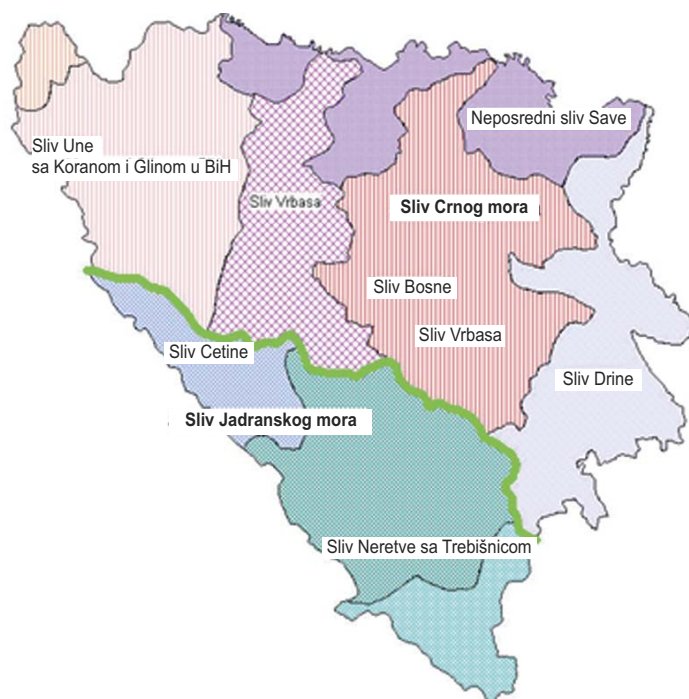 Neposredni sliv Save
Sliv Une
sa Koranom i Glinom u BiH
Sliv Vrbasa
Sliv Crnog mora
Sliv Bosne
Sliv Vrbasa
Sliv Cetine
Sliv Drine
Sliv Jadranskog mora
Sliv Neretve sa Trebišnicom